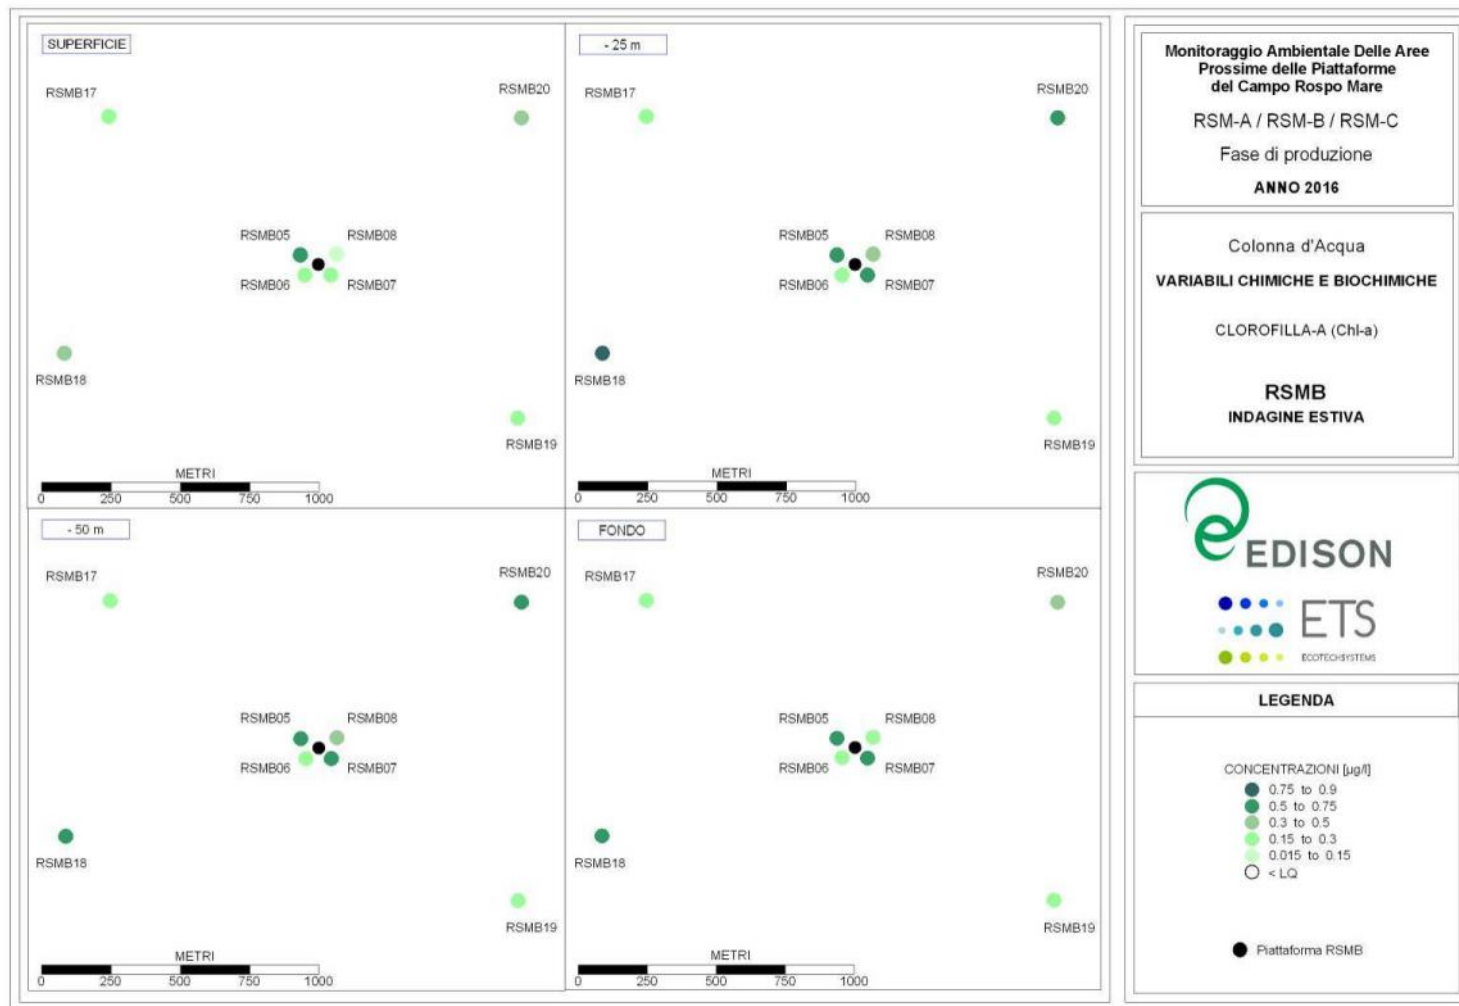 SUPERFICIE
RSMB17
RSMB20
RSMB05
RSMB08
RSMB06
RSMB07
RSMB18
RSMB19
METRI
0 250 500 750 1000
- 25 m
RSMB17
RSMB20
RSMB05
RSMB08
RSMB06
RSMB07
RSMB18
RSMB19
METRI
0 250 500 750 1000
- 50 m
RSMB17
RSMB20
RSMB05
RSMB08
RSMB06
RSMB07
RSMB18
RSMB19
METRI
0 250 500 750 1000
FONDO
RSMB17
RSMB20
RSMB05
RSMB08
RSMB06
RSMB07
RSMB18
RSMB19
METRI
0 250 500 750 1000
Monitoraggio Ambientale Delle Aree
Prossime delle Piattaforme
del Campo Rospo Mare
RSM-A / RSM-B / RSM-C
Fase di produzione
ANNO 2016
Colonna d'Acqua
VARIABILI CHIMICHE E BIOCHIMICHE
CLOROFILLA-A (Chl-a)
RSMB
INDAGINE ESTIVA
EDISON
ETS
ECOTECHSYSTEMS
LEGENDA
CONCENTRAZIONI [µg/l]
0.75 to 0.9
0.5 to 0.75
0.3 to 0.5
0.15 to 0.3
0.015 to 0.15
< LQ
Piattaforma RSMB